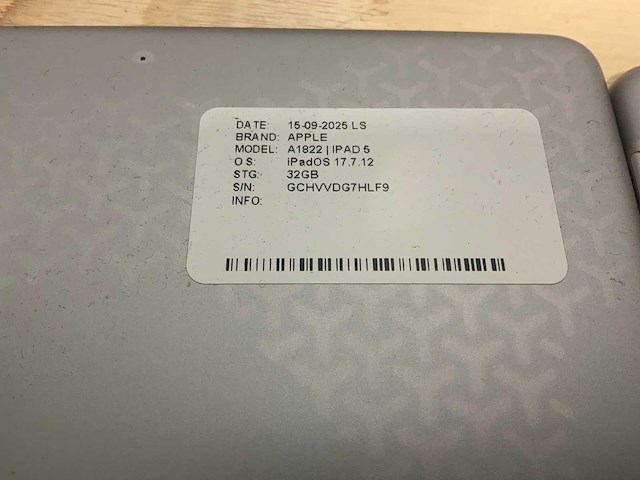 DATE: 15-09-2025 LS
BRAND: APPLE
MODEL: A1822 | IPAD 5
OS: iPadOS 17.7.12
STG: 32GB
S/N: GCHVVDG7HLF9
INFO: